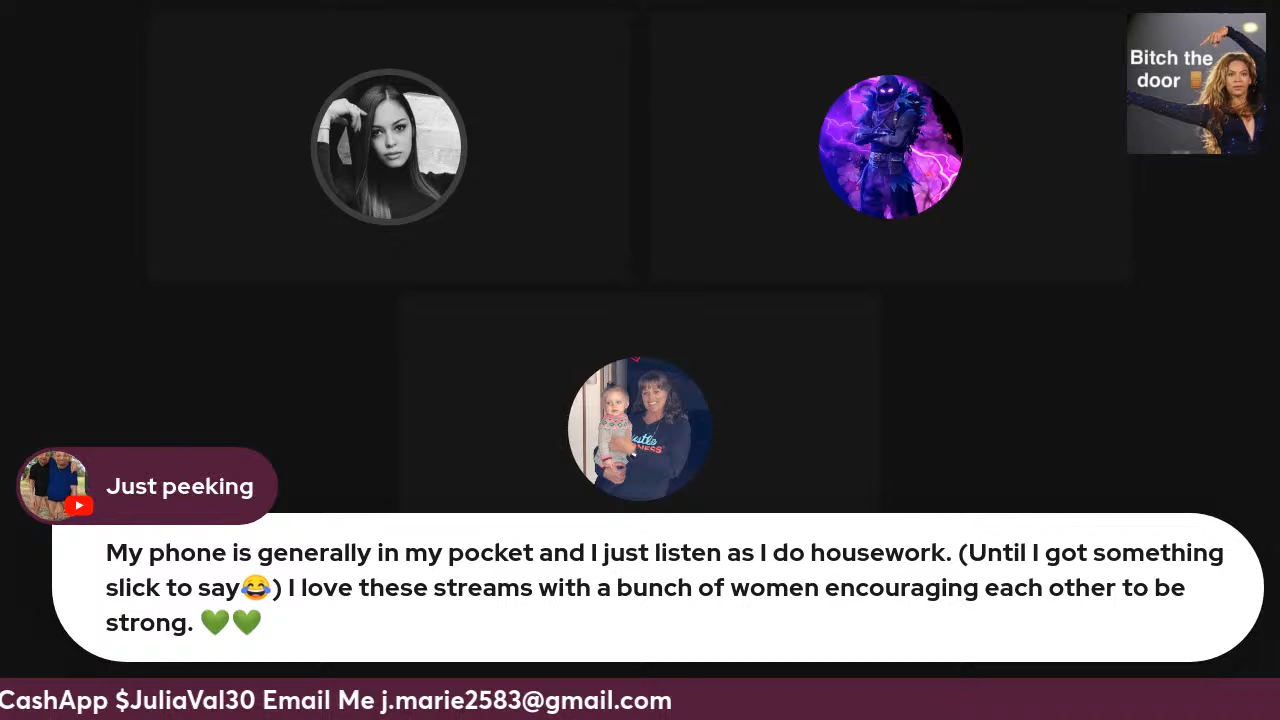 Bitch the
door
Just peeking
My phone is generally in my pocket and I just listen as I do housework. (Until I got something
slick to say😂) I love these streams with a bunch of women encouraging each other to be
strong. 💚💚
CashApp $JuliaVal30 Email Me j.marie2583@gmail.com